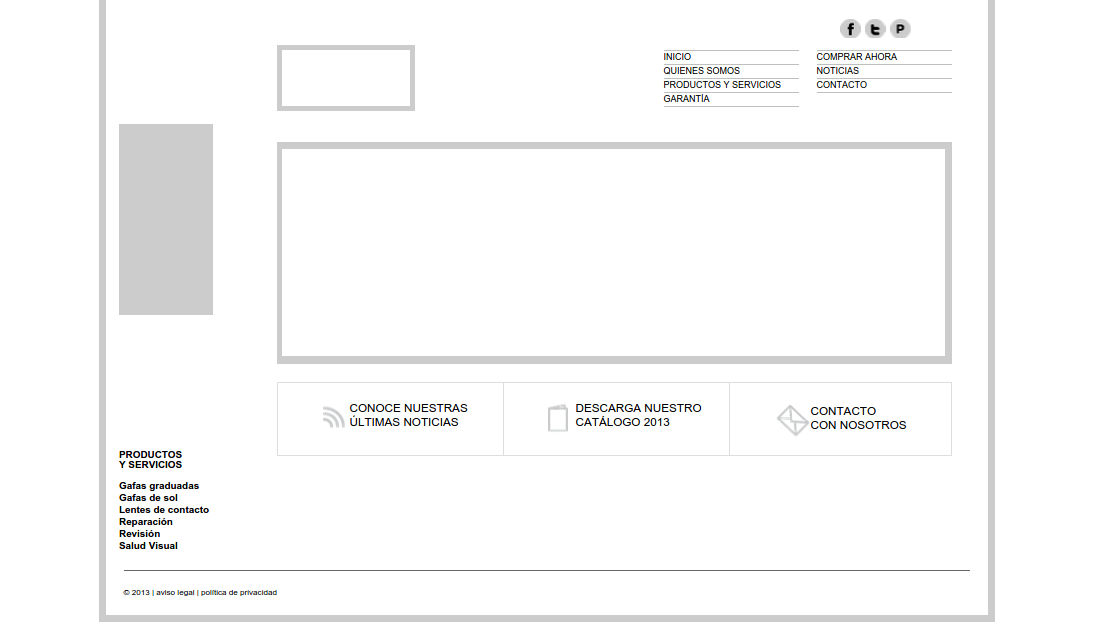 INICIO
QUIENES SOMOS
PRODUCTOS Y SERVICIOS
GARANTÍA
COMPRAR AHORA
NOTICIAS
CONTACTO
CONOCE NUESTRAS
ÚLTIMAS NOTICIAS
DESCARGA NUESTRO
CATÁLOGO 2013
CONTACTO
CON NOSOTROS
PRODUCTOS
Y SERVICIOS
Gafas graduadas
Gafas de sol
Lentes de contacto
Reparación
Revisión
Salud Visual
© 2013 | aviso legal | política de privacidad